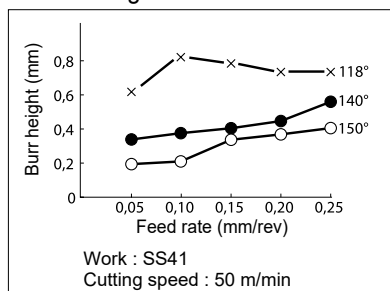 Burr height (mm)
0,8
0,6
0,4
0,2
0
118°
140°
150°
0,05 0,10 0,15 0,20 0,25
Feed rate (mm/rev)
Work : SS41
Cutting speed : 50 m/min